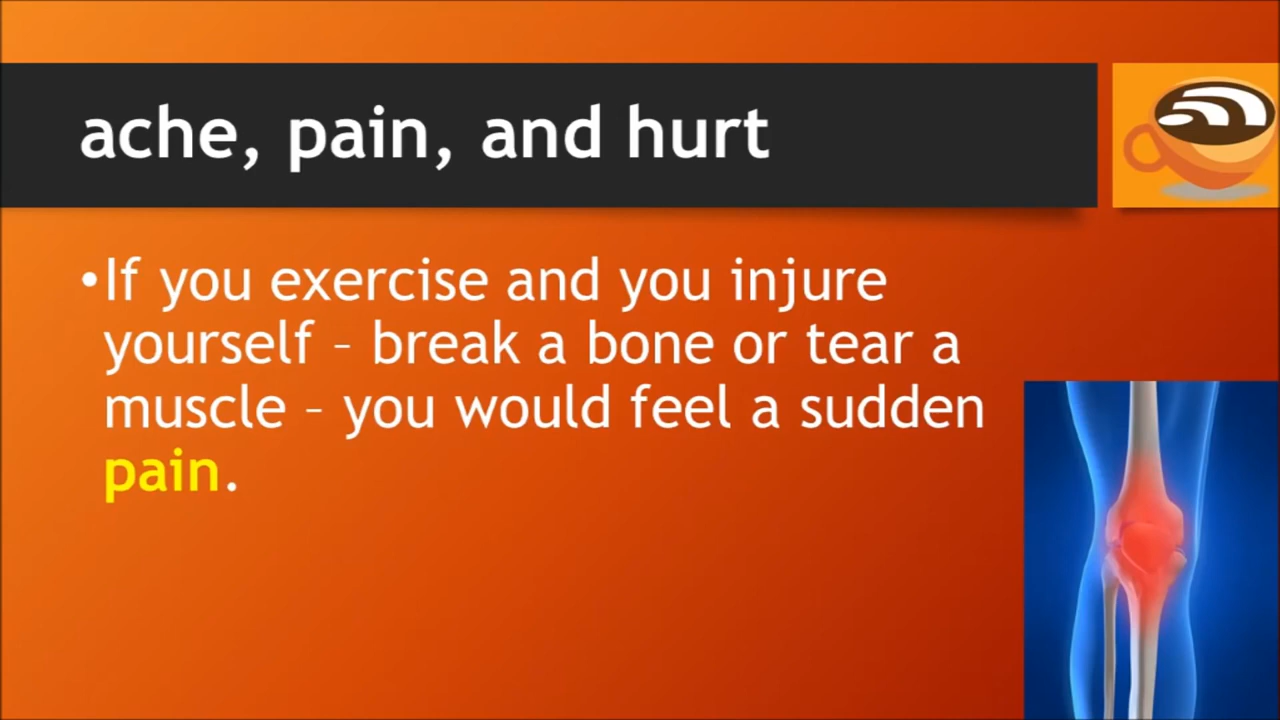 ache, pain, and hurt
•If you exercise and you injure
yourself – break a bone or tear a
muscle – you would feel a sudden
pain.